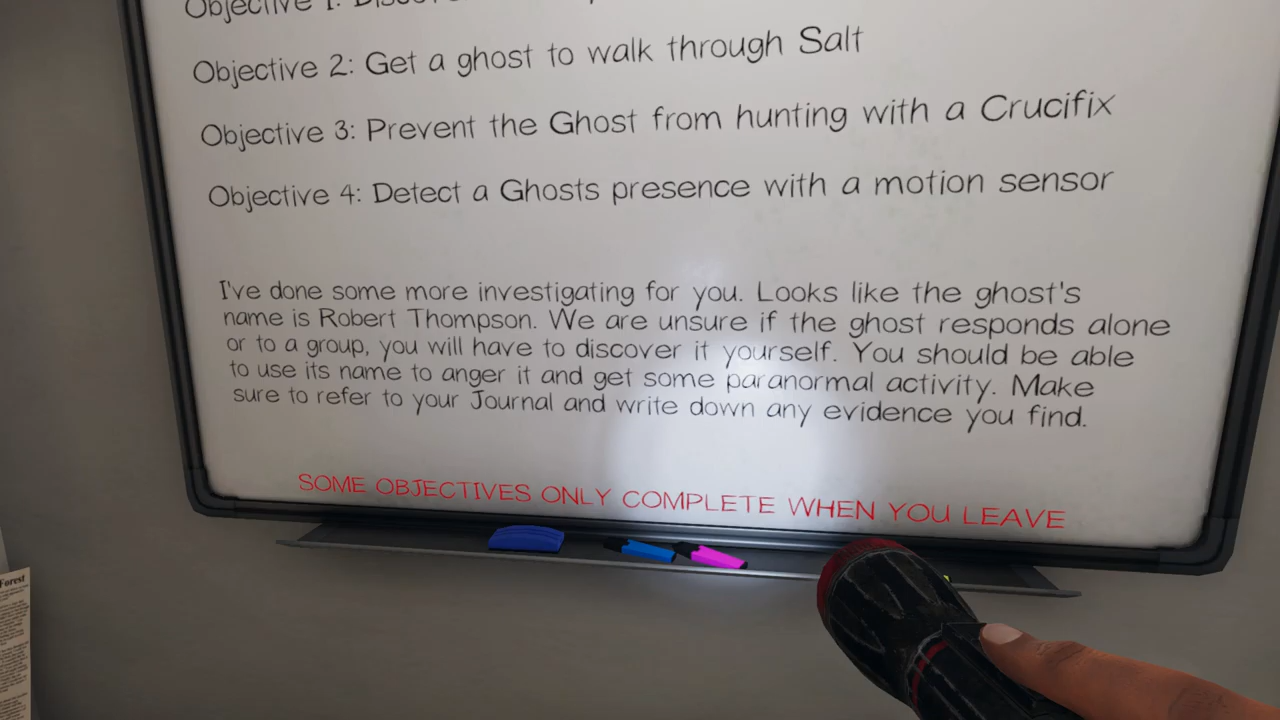 Objective 1: Discover
Objective 2: Get a ghost to walk through Salt
Objective 3: Prevent the Ghost from hunting with a Crucifix
Objective 4: Detect a Ghosts presence with a motion sensor
I've done some more investigating for you. Looks like the ghost's
name is Robert Thompson. We are unsure if the ghost responds alone
or to a group, you will have to discover it yourself. You should be able
to use its name to anger it and get some paranormal activity. Make
sure to refer to your Journal and write down any evidence you find.
SOME OBJECTIVES ONLY COMPLETE WHEN YOU LEAVE
Forest